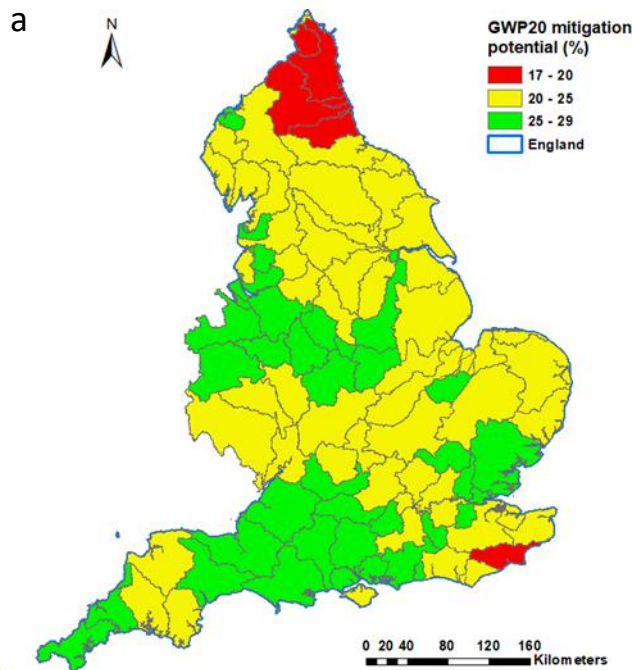 a
N
GWP20 mitigation
potential (%)
17 - 20
20 - 25
25 - 29
England
0 20 40 80 120 160
Kilometers